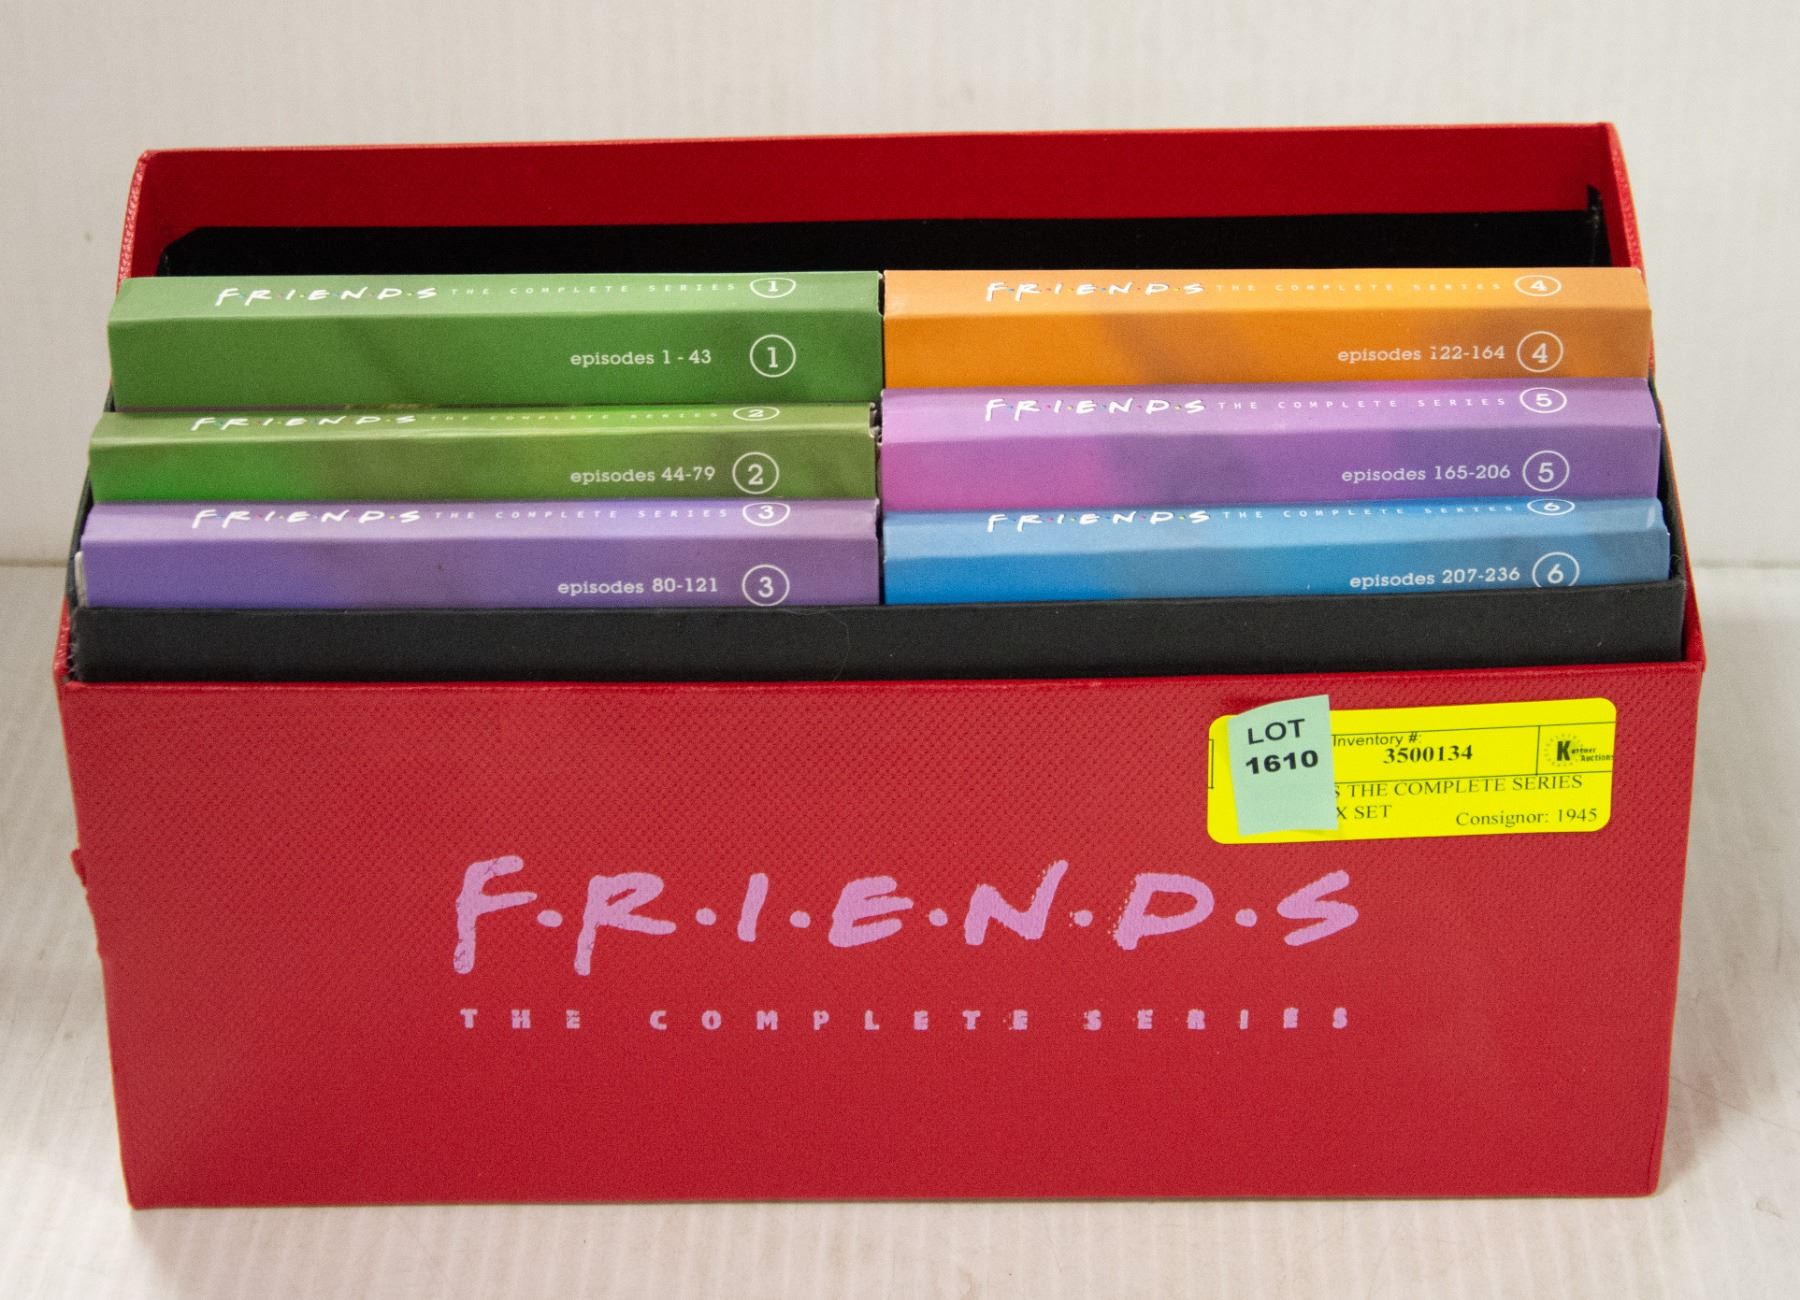 F·R·I·E·N·D·S THE COMPLETE SERIES 1
episodes 1 - 43 1
F·R·I·E·N·D·S THE COMPLETE SERIES 2
episodes 44-79 2
F·R·I·E·N·D·S THE COMPLETE SERIES 3
episodes 80-121 3
F·R·I·E·N·D·S THE COMPLETE SERIES 4
episodes 122-164 4
F·R·I·E·N·D·S THE COMPLETE SERIES 5
episodes 165-206 5
F·R·I·E·N·D·S THE COMPLETE SERIES 6
episodes 207-236 6
LOT
1610
Inventory #:
3500134
Kastner
Auctions
S THE COMPLETE SERIES
X SET
Consignor: 1945
F·R·I·E·N·D·S
THE COMPLETE SERIES